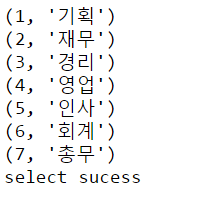 (1, '기획')
(2, '재무')
(3, '경리')
(4, '영업')
(5, '인사')
(6, '회계')
(7, '총무')
select sucess